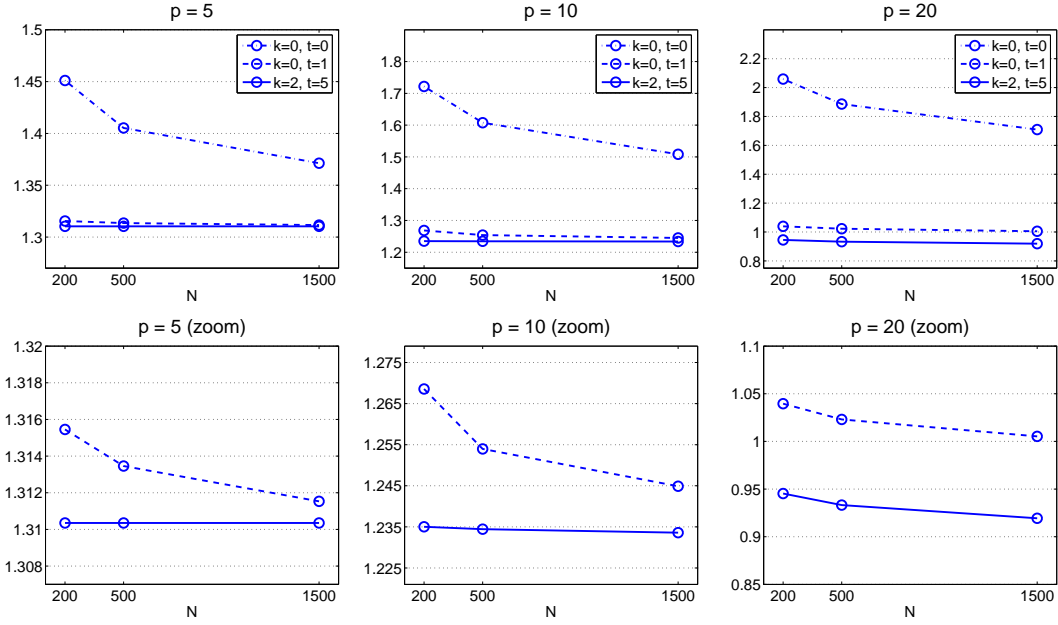 p = 5
1.5
1.45
1.4
1.35
1.3
200 500 1500
N
k=0, t=0
k=0, t=1
k=2, t=5
p = 10
1.8
1.7
1.6
1.5
1.4
1.3
1.2
200 500 1500
N
k=0, t=0
k=0, t=1
k=2, t=5
p = 20
2.2
2
1.8
1.6
1.4
1.2
1
0.8
200 500 1500
N
k=0, t=0
k=0, t=1
k=2, t=5
p = 5 (zoom)
1.32
1.318
1.316
1.314
1.312
1.31
1.308
200 500 1500
N
p = 10 (zoom)
1.275
1.265
1.255
1.245
1.235
1.225
200 500 1500
N
p = 20 (zoom)
1.1
1.05
1
0.95
0.9
0.85
200 500 1500
N